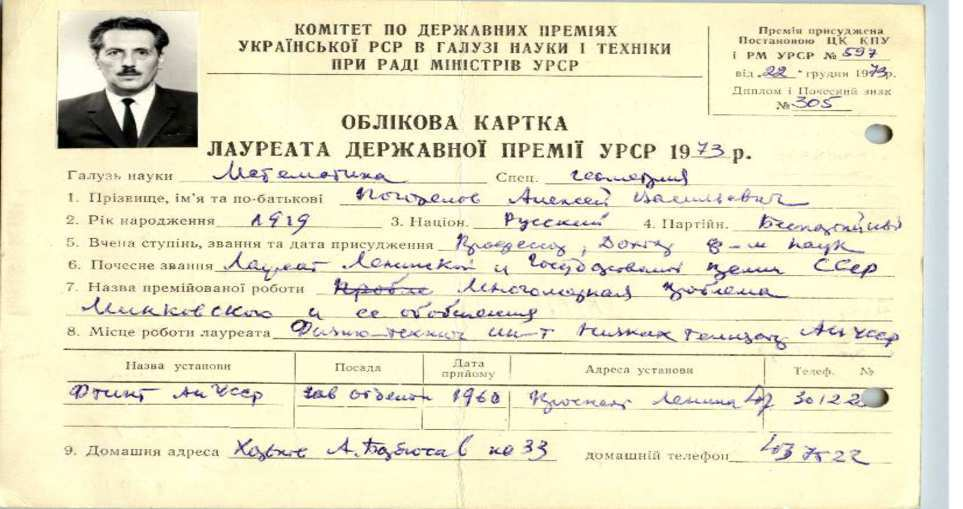 КОМІТЕТ ПО ДЕРЖАВНИХ ПРЕМІЯХ
УКРАЇНСЬКОЇ РСР В ГАЛУЗІ НАУКИ І ТЕХНІКИ
ПРИ РАДІ МІНІСТРІВ УРСР
Премія присуджена
Постановою ЦК КПУ
і РМ УРСР № 597
від „22“ грудня 1973 р.
Диплом і Почесний знак
№ 305
ОБЛІКОВА КАРТКА
ЛАУРЕАТА ДЕРЖАВНОЇ ПРЕМІЇ УРСР 1973 р.
Галузь науки Математика Спец. геометрия
1. Прізвище, ім'я та по-батькові Погорелов Алексей Васильевич
2. Рік народження 1919 3. Націон. Русский 4. Партійн. Беспартийный
5. Вчена ступінь, звання та дата присудження Профессор, Доктор ф-м наук
6. Почесне звання Лауреат Ленинской и Государственной премии СССР
7. Назва премійованої роботи Многомерная проблема
Минковского и ее обобщения
8. Місце роботи лауреата Физико-технич ин-т Низких Температур АН УССР
Назва установи Посада Дата прийому Адреса установи Телеф. №
ФТИНТ АН УССР зав отделом 1960 Проспект Ленина 47 30122
9. Домашня адреса Харьков кв 33 домашній телефон 7522